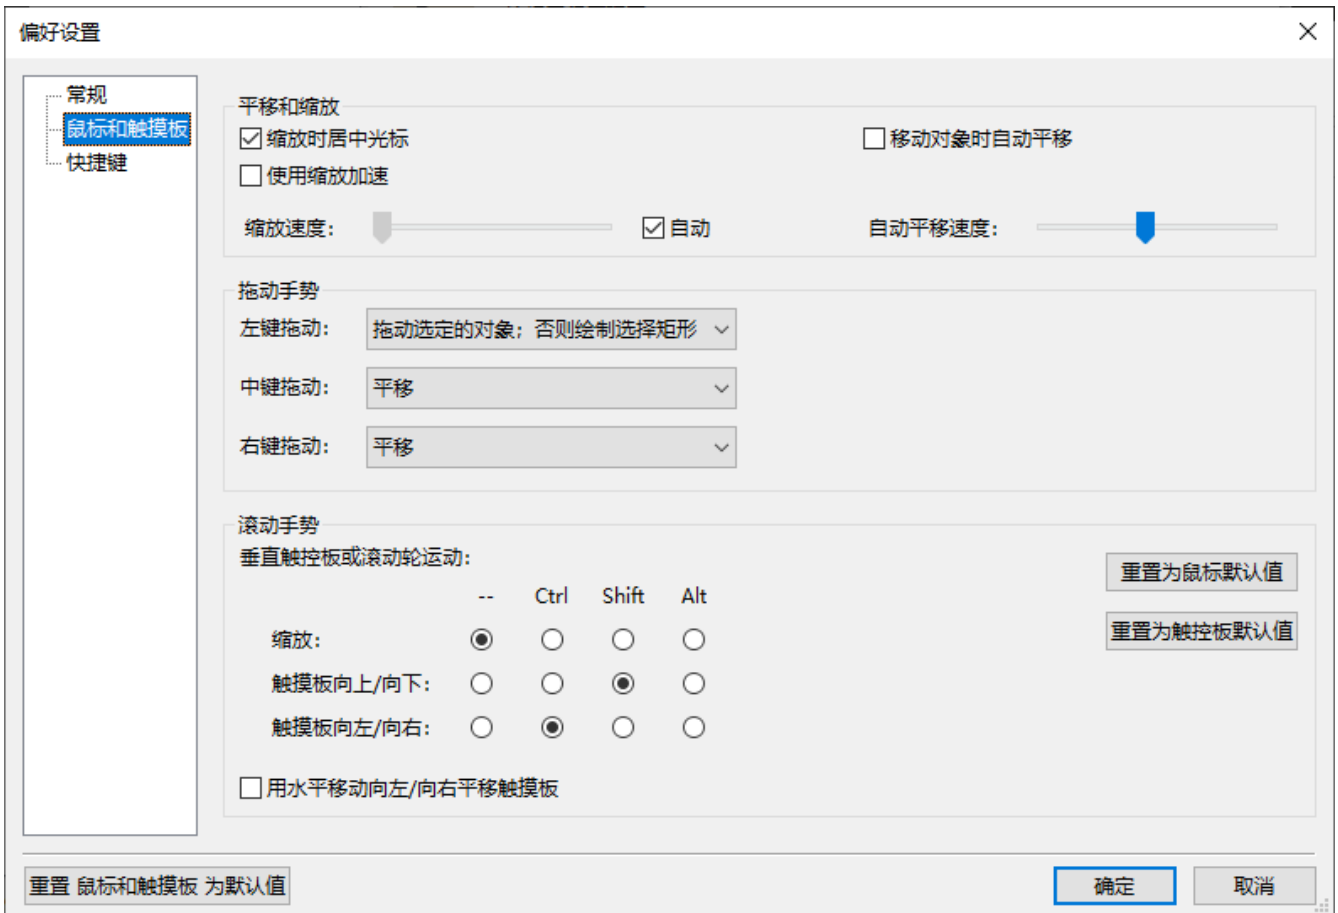 偏好设置
常规
鼠标和触摸板
快捷键
平移和缩放
缩放时居中光标
移动对象时自动平移
使用缩放加速
缩放速度:
自动
自动平移速度:
拖动手势
左键拖动:
拖动选定的对象；否则绘制选择矩形
中键拖动:
平移
右键拖动:
平移
滚动手势
垂直触控板或滚动轮运动:
重置为鼠标默认值
-- Ctrl Shift Alt
缩放:
重置为触控板默认值
触摸板向上/向下:
触摸板向左/向右:
用水平移动向左/向右平移触摸板
重置 鼠标和触摸板 为默认值
确定
取消